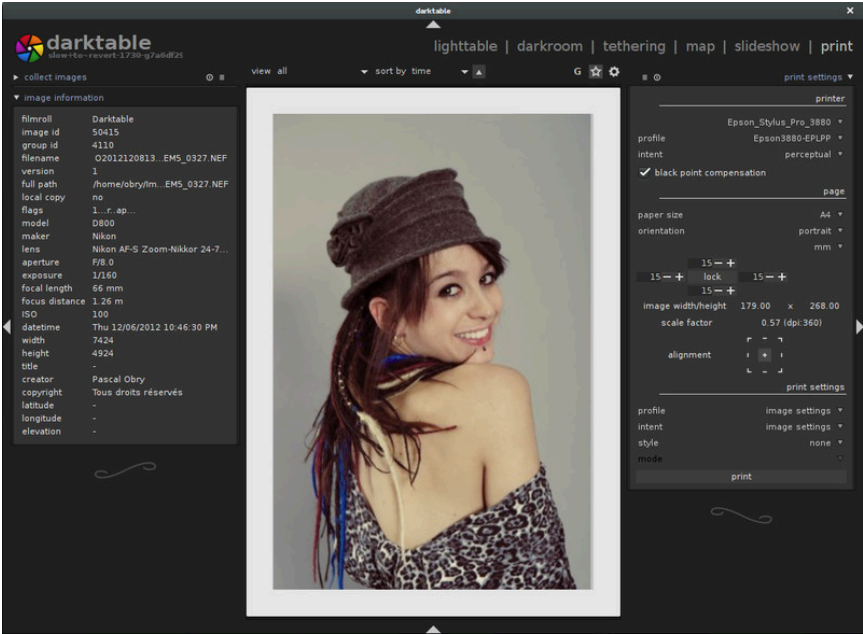 darktable
darktable
slow+to-revert-1730-g7a6df29
lighttable | darkroom | tethering | map | slideshow | print
collect images
view all
sort by time
G
print settings
image information
filmroll Darktable
image id 50415
group id 4110
filename O2012120813...EM5_0327.NEF
version 1
full path /home/obry/Im...EM5_0327.NEF
local copy no
flags 1...r..ap...
model D800
maker Nikon
lens Nikon AF-S Zoom-Nikkor 24-7...
aperture F/8.0
exposure 1/160
focal length 66 mm
focus distance 1.26 m
ISO 100
datetime Thu 12/06/2012 10:46:30 PM
width 7424
height 4924
title -
creator Pascal Obry
copyright Tous droits réservés
latitude -
longitude -
elevation -
printer
Epson_Stylus_Pro_3880
profile Epson3880-EPLPP
intent perceptual
black point compensation
page
paper size A4
orientation portrait
mm
15 - +
15 - + lock 15 - +
15 - +
image width/height 179.00 x 268.00
scale factor 0.57 (dpi:360)
alignment
print settings
profile image settings
intent image settings
style none
mode
print